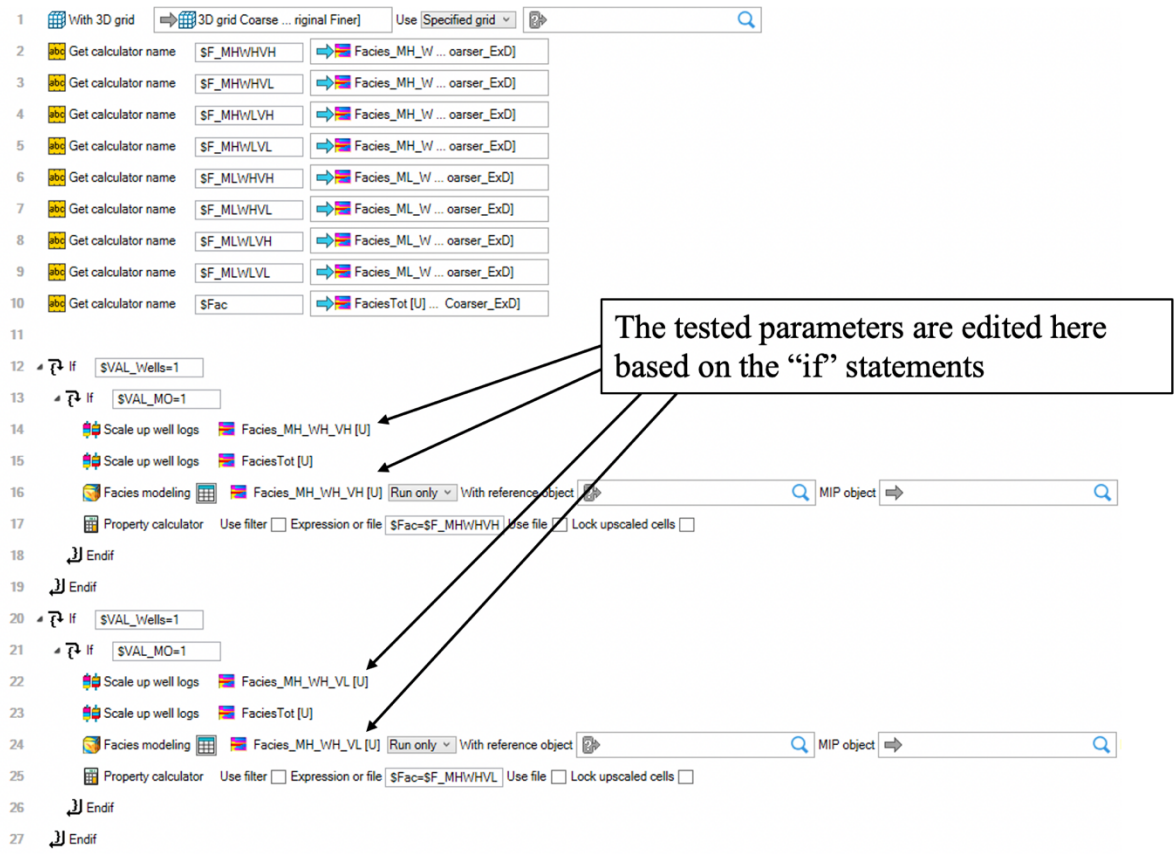 1 With 3D grid 3D grid Coarse ... riginal Finer] Use Specified grid
2 abc Get calculator name $F_MHWHVH Facies_MH_W ... oarser_ExD]
3 abc Get calculator name $F_MHWHVL Facies_MH_W ... oarser_ExD]
4 abc Get calculator name $F_MHWLVH Facies_MH_W ... oarser_ExD]
5 abc Get calculator name $F_MHWLVL Facies_MH_W ... oarser_ExD]
6 abc Get calculator name $F_MLWHVH Facies_ML_W ... oarser_ExD]
7 abc Get calculator name $F_MLWHVL Facies_ML_W ... oarser_ExD]
8 abc Get calculator name $F_MLWLVH Facies_ML_W ... oarser_ExD]
9 abc Get calculator name $F_MLWLVL Facies_ML_W ... oarser_ExD]
10 abc Get calculator name $Fac FaciesTot [U] ... Coarser_ExD]
The tested parameters are edited here
based on the “if” statements
11
12 If $VAL_Wells=1
13 If $VAL_MO=1
14 Scale up well logs Facies_MH_WH_VH [U]
15 Scale up well logs FaciesTot [U]
16 Facies modeling Facies_MH_WH_VH [U] Run only With reference object MIP object
17 Property calculator Use filter Expression or file $Fac=$F_MHWHVH Use file Lock upscaled cells
18 Endif
19 Endif
20 If $VAL_Wells=1
21 If $VAL_MO=1
22 Scale up well logs Facies_MH_WH_VL [U]
23 Scale up well logs FaciesTot [U]
24 Facies modeling Facies_MH_WH_VL [U] Run only With reference object MIP object
25 Property calculator Use filter Expression or file $Fac=$F_MHWHVL Use file Lock upscaled cells
26 Endif
27 Endif